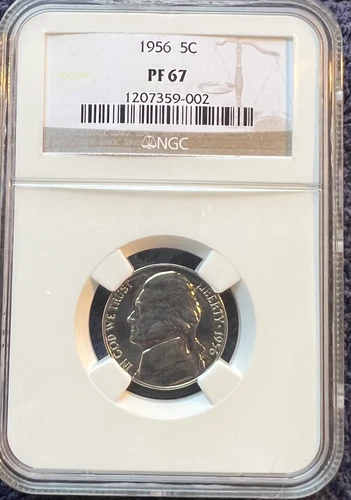 1956 5C
PF 67
1207359-002
NGC
IN GOD WE TRUST
LIBERTY · 1956